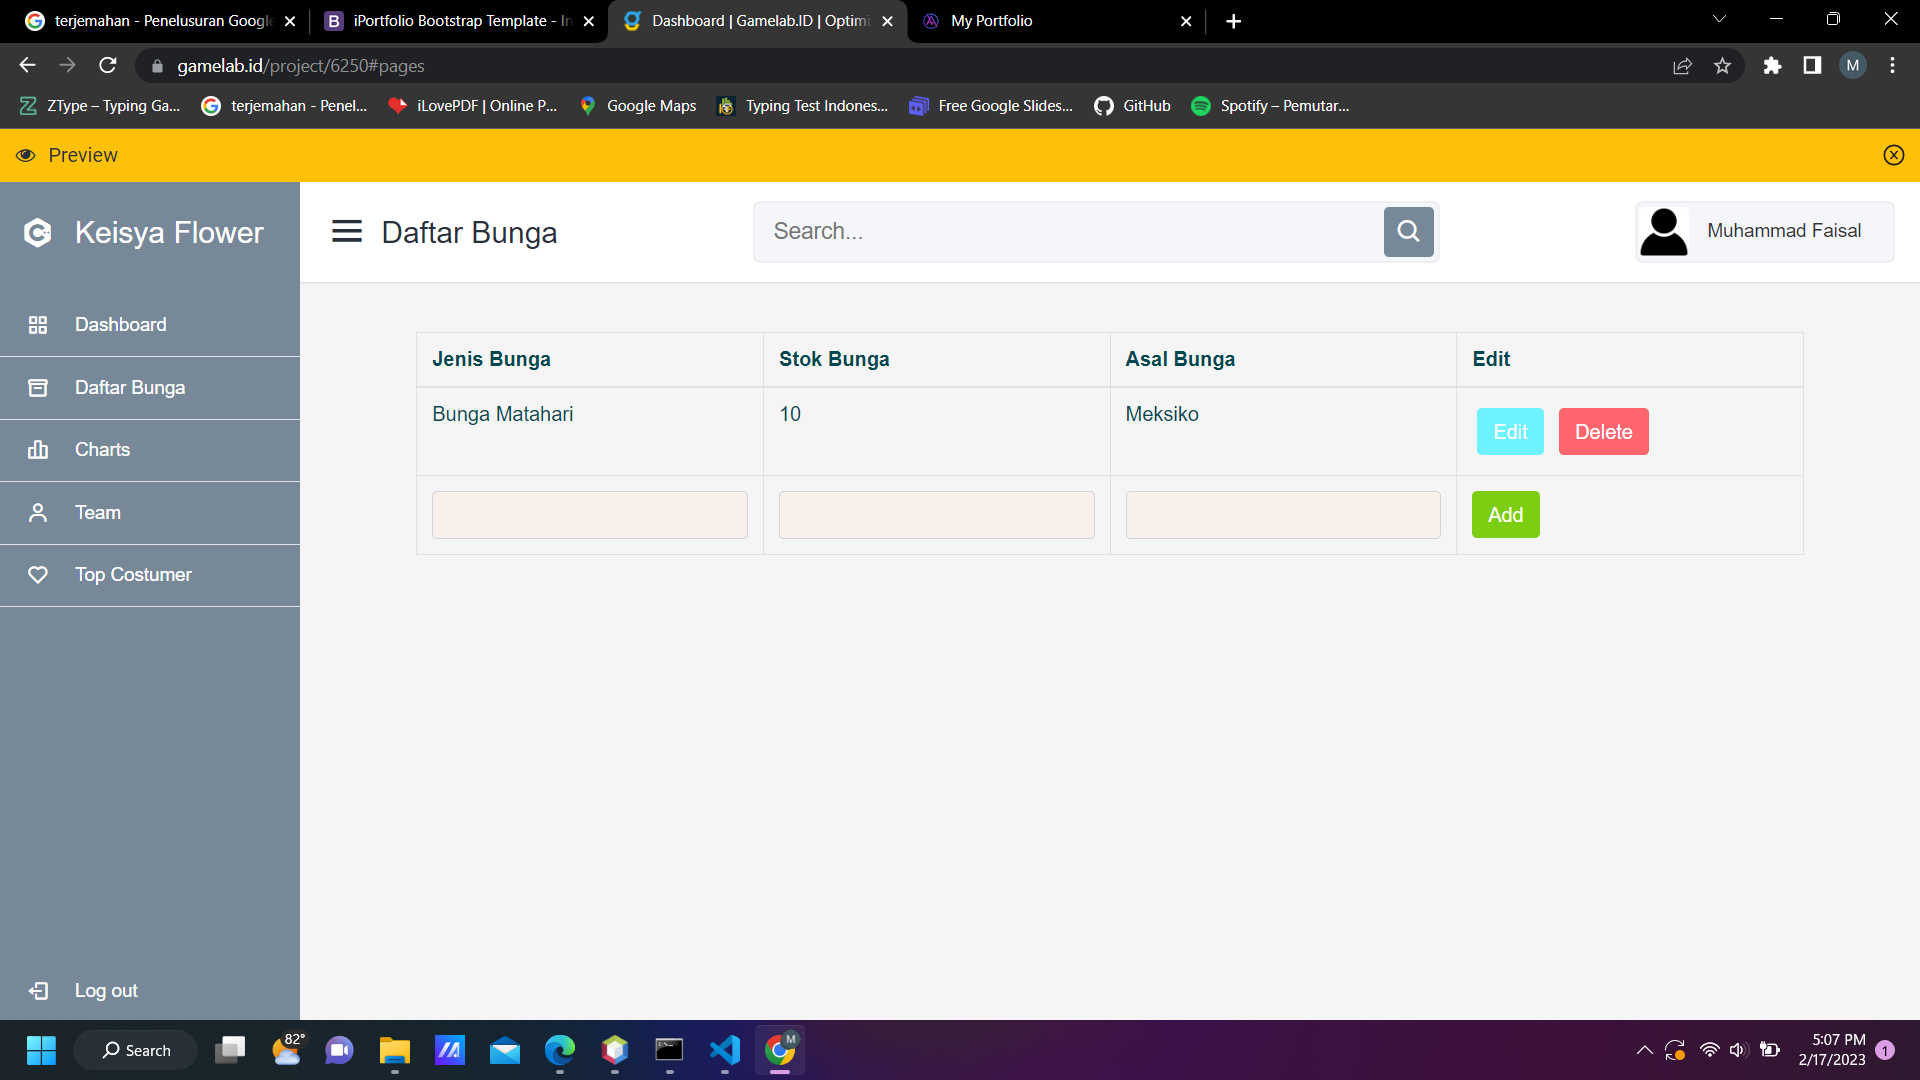 terjemahan - Penelusuran Google
iPortfolio Bootstrap Template - In
Dashboard | Gamelab.ID | Optimi
My Portfolio
gamelab.id/project/6250#pages
M
ZType – Typing Ga...
terjemahan - Penel...
iLovePDF | Online P...
Google Maps
Typing Test Indones...
Free Google Slides...
GitHub
Spotify – Pemutar...
Preview
Keisya Flower
Daftar Bunga
Search...
Muhammad Faisal
Dashboard
Daftar Bunga
Charts
Team
Top Costumer
Log out
Jenis Bunga Stok Bunga Asal Bunga Edit
Bunga Matahari 10 Meksiko Edit Delete
Add
Search
82°
M
5:07 PM
2/17/2023
1